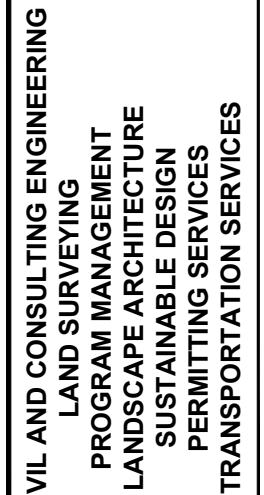 VIL AND CONSULTING ENGINEERING
LAND SURVEYING
PROGRAM MANAGEMENT
LANDSCAPE ARCHITECTURE
SUSTAINABLE DESIGN
PERMITTING SERVICES
TRANSPORTATION SERVICES